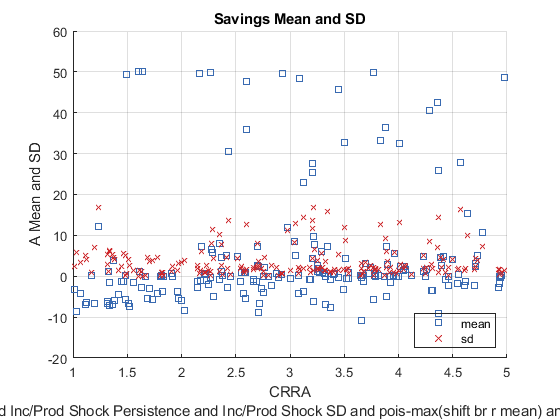 Savings Mean and SD
60
50
40
30
20
10
0
-10
-20
A Mean and SD
mean
sd
1 1.5 2 2.5 3 3.5 4 4.5 5
CRRA
d Inc/Prod Shock Persistence and Inc/Prod Shock SD and pois-max(shift br r mean) an